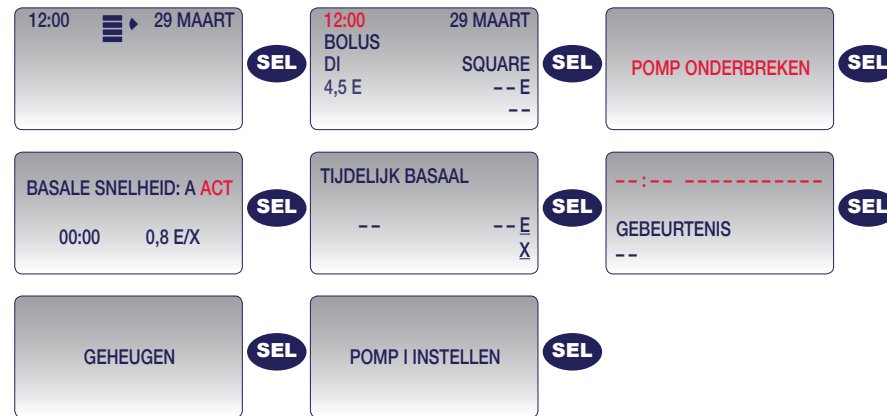 12:00 29 MAART
SEL
12:00 29 MAART
BOLUS
DI SQUARE
4,5 E – – E
– –
SEL
POMP ONDERBREKEN
SEL
BASALE SNELHEID: A ACT
00:00 0,8 E/X
SEL
TIJDELIJK BASAAL
– – – – E
X
SEL
– – : – – – – – – – – – – – – –
GEBEURTENIS
– –
SEL
GEHEUGEN
SEL
POMP I INSTELLEN
SEL